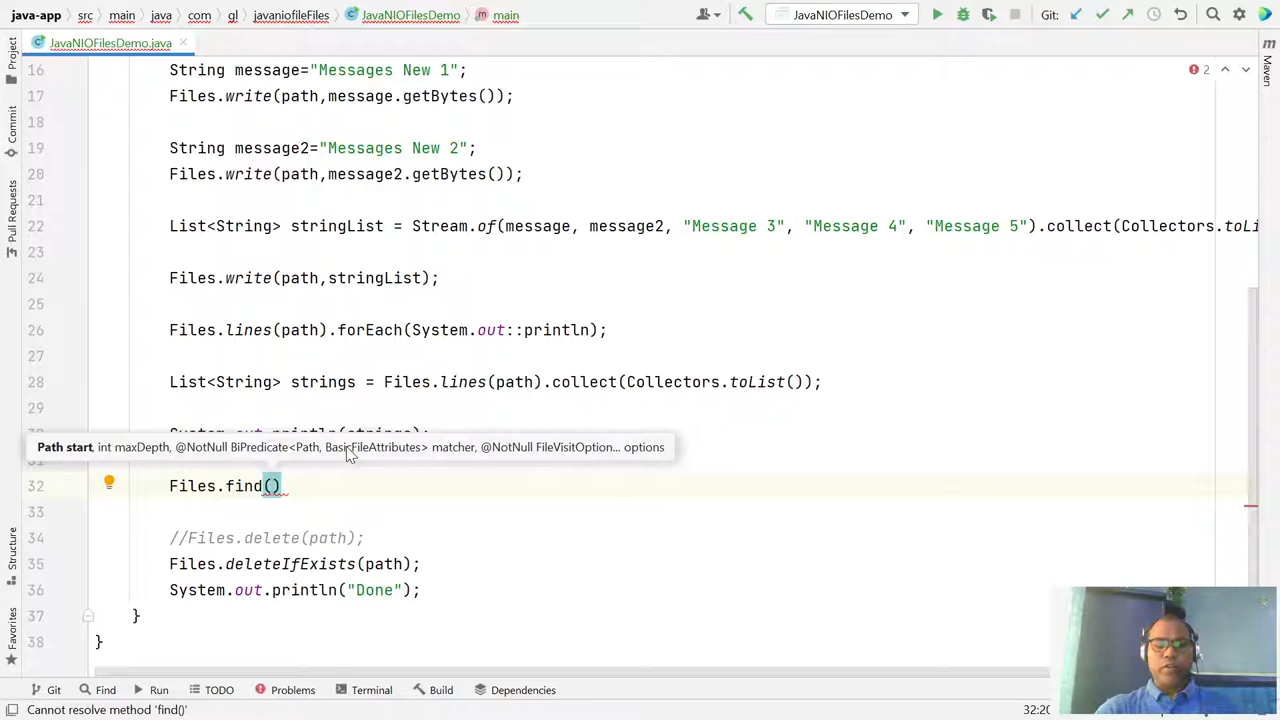 java-app src main java com gl javaniofileFiles JavaNIOFilesDemo main JavaNIOFilesDemo Git:
JavaNIOFilesDemo.java
Project
Commit
Pull Requests
Structure
Favorites
Maven
2
16 String message="Messages New 1";
17 Files.write(path,message.getBytes());
18
19 String message2="Messages New 2";
20 Files.write(path,message2.getBytes());
21
22 List<String> stringList = Stream.of(message, message2, "Message 3", "Message 4", "Message 5").collect(Collectors.toLi
23
24 Files.write(path,stringList);
25
26 Files.lines(path).forEach(System.out::println);
27
28 List<String> strings = Files.lines(path).collect(Collectors.toList());
29
System.out.println(strings);
Path start, int maxDepth, @NotNull BiPredicate<Path, BasicFileAttributes> matcher, @NotNull FileVisitOption... options
32 Files.find()
33
34 //Files.delete(path);
35 Files.deleteIfExists(path);
36 System.out.println("Done");
37 }
38 }
Git Find Run TODO Problems Terminal Build Dependencies
Cannot resolve method 'find()' 32:20